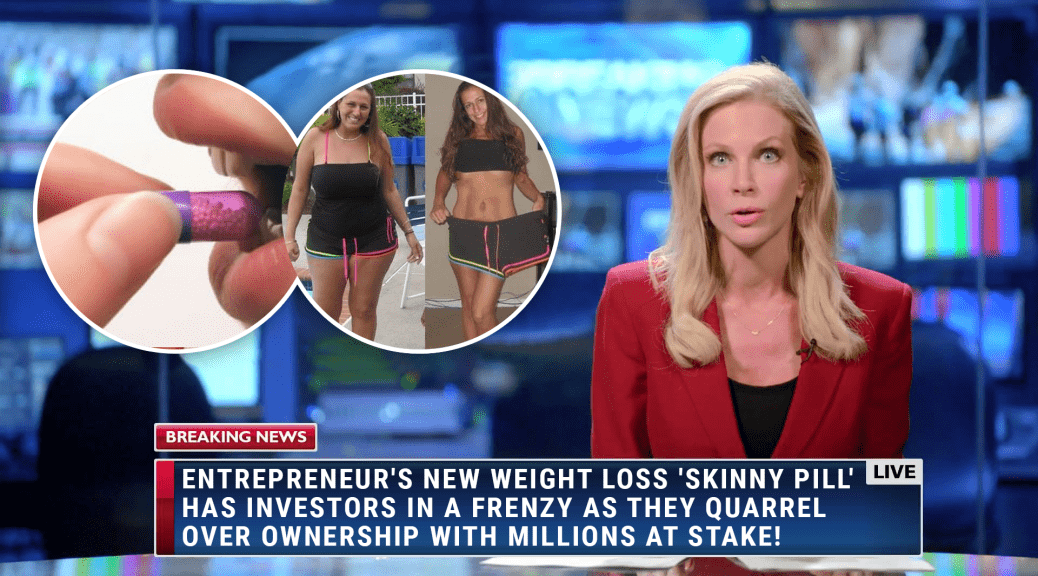 BREAKING NEWS
ENTREPRENEUR'S NEW WEIGHT LOSS 'SKINNY PILL'
LIVE
HAS INVESTORS IN A FRENZY AS THEY QUARREL
OVER OWNERSHIP WITH MILLIONS AT STAKE!